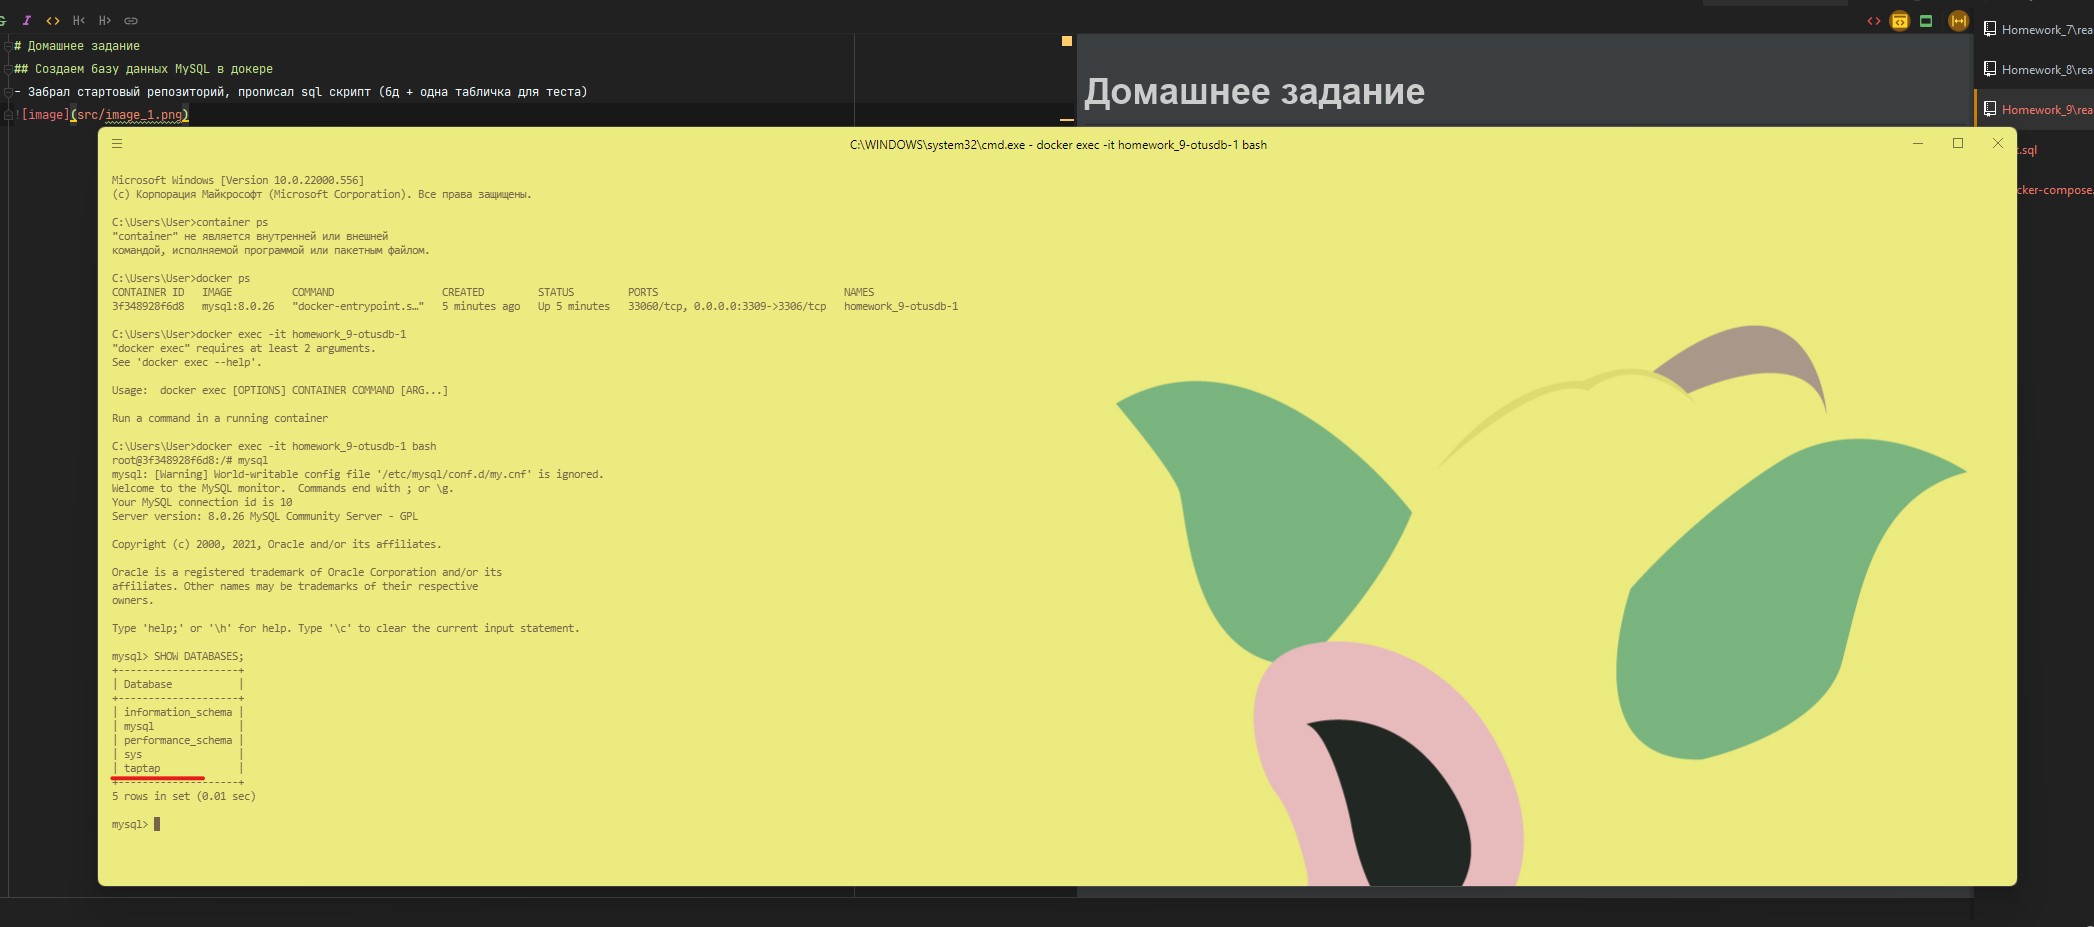 # Домашнее задание
## Создаем базу данных MySQL в докере
- Забрал стартовый репозиторий, прописал sql скрипт (бд + одна табличка для теста)
![image](src/image_1.png)
Домашнее задание
Homework_7\rea
Homework_8\rea
Homework_9\rea
.sql
cker-compose.
C:\WINDOWS\system32\cmd.exe - docker exec -it homework_9-otusdb-1 bash
Microsoft Windows [Version 10.0.22000.556]
(c) Корпорация Майкрософт (Microsoft Corporation). Все права защищены.
C:\Users\User>container ps
"container" не является внутренней или внешней
командой, исполняемой программой или пакетным файлом.
C:\Users\User>docker ps
CONTAINER ID   IMAGE          COMMAND                  CREATED         STATUS         PORTS                               NAMES
3f348928f6d8   mysql:8.0.26   "docker-entrypoint.s…"   5 minutes ago   Up 5 minutes   33060/tcp, 0.0.0.0:3309->3306/tcp   homework_9-otusdb-1
C:\Users\User>docker exec -it homework_9-otusdb-1
"docker exec" requires at least 2 arguments.
See 'docker exec --help'.
Usage:  docker exec [OPTIONS] CONTAINER COMMAND [ARG...]
Run a command in a running container
C:\Users\User>docker exec -it homework_9-otusdb-1 bash
root@3f348928f6d8:/# mysql
mysql: [Warning] World-writable config file '/etc/mysql/conf.d/my.cnf' is ignored.
Welcome to the MySQL monitor.  Commands end with ; or \g.
Your MySQL connection id is 10
Server version: 8.0.26 MySQL Community Server - GPL
Copyright (c) 2000, 2021, Oracle and/or its affiliates.
Oracle is a registered trademark of Oracle Corporation and/or its
affiliates. Other names may be trademarks of their respective
owners.
Type 'help;' or '\h' for help. Type '\c' to clear the current input statement.
mysql> SHOW DATABASES;
+--------------------+
| Database           |
+--------------------+
| information_schema |
| mysql              |
| performance_schema |
| sys                |
| taptap             |
+--------------------+
5 rows in set (0.01 sec)
mysql>